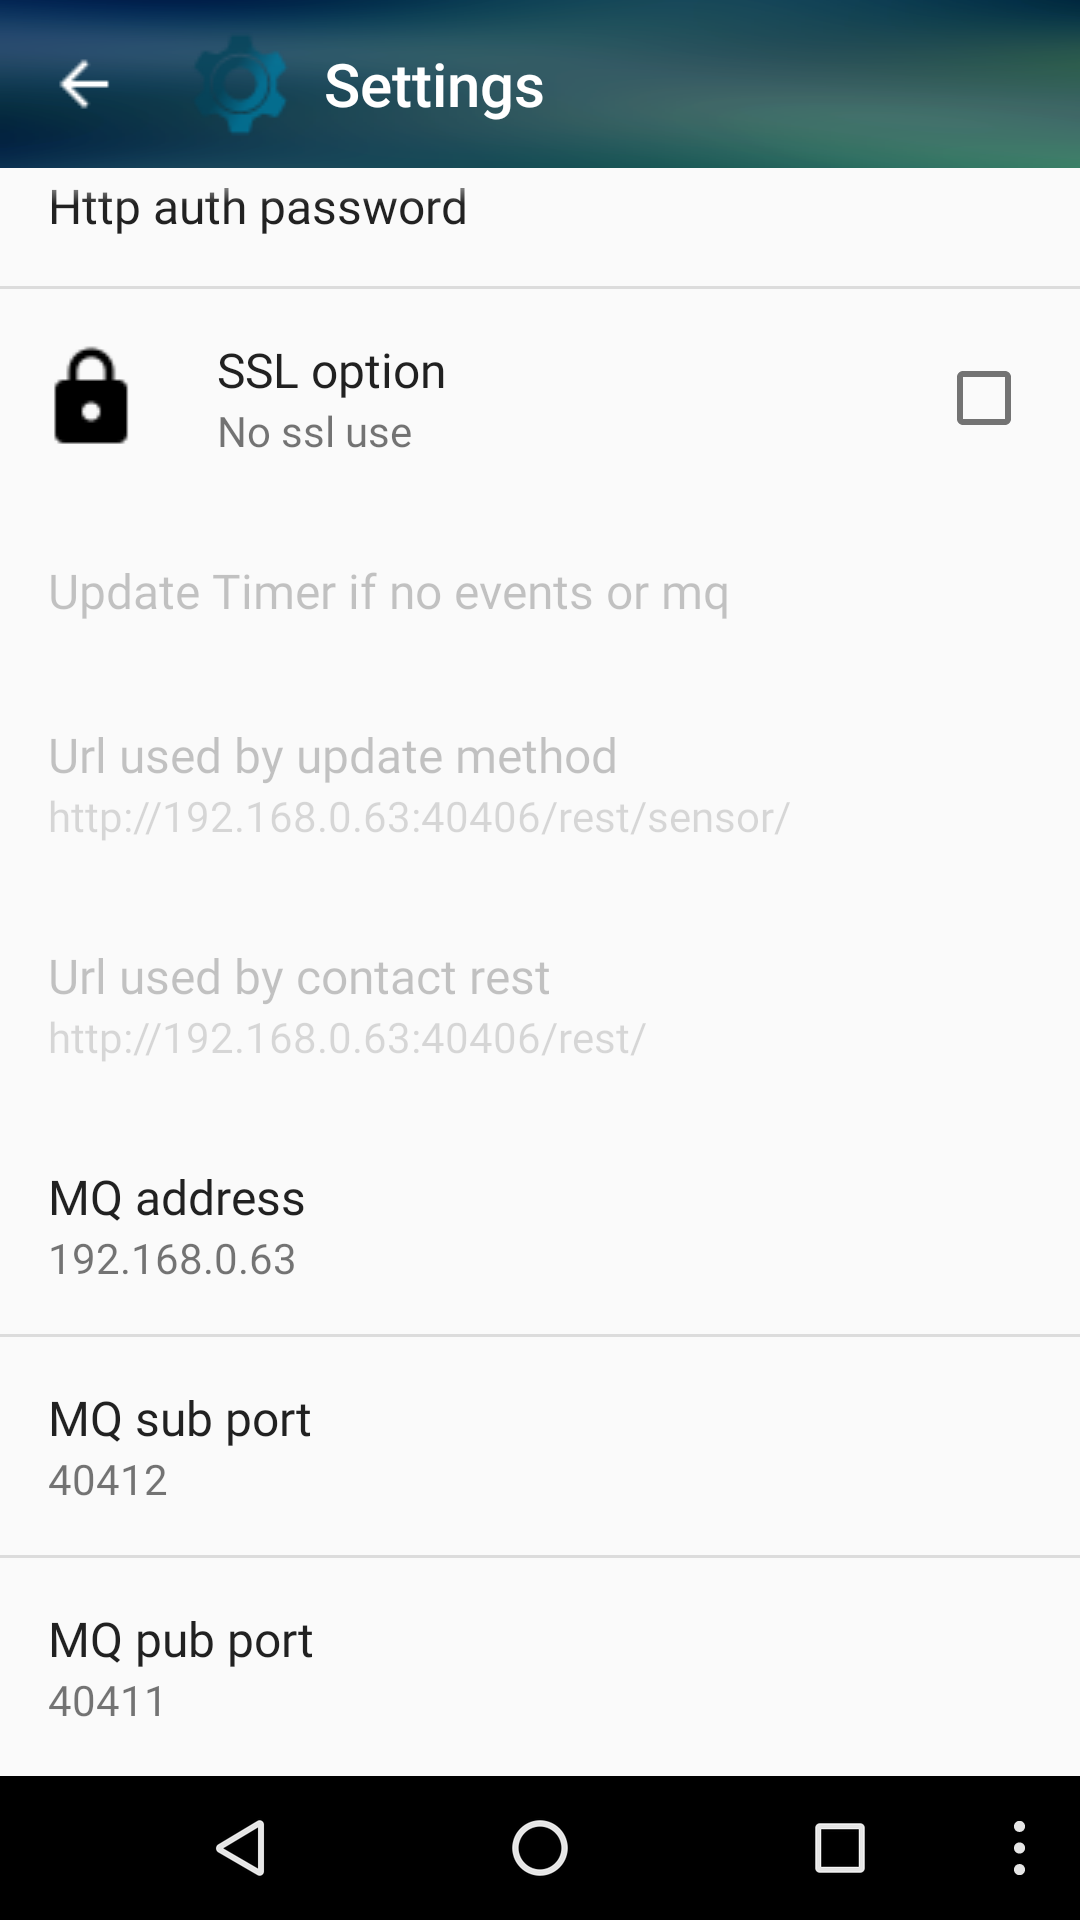 Settings
Http auth password
SSL option
No ssl use
Update Timer if no events or mq
Url used by update method
http://192.168.0.63:40406/rest/sensor/
Url used by contact rest
http://192.168.0.63:40406/rest/
MQ address
192.168.0.63
MQ sub port
40412
MQ pub port
40411